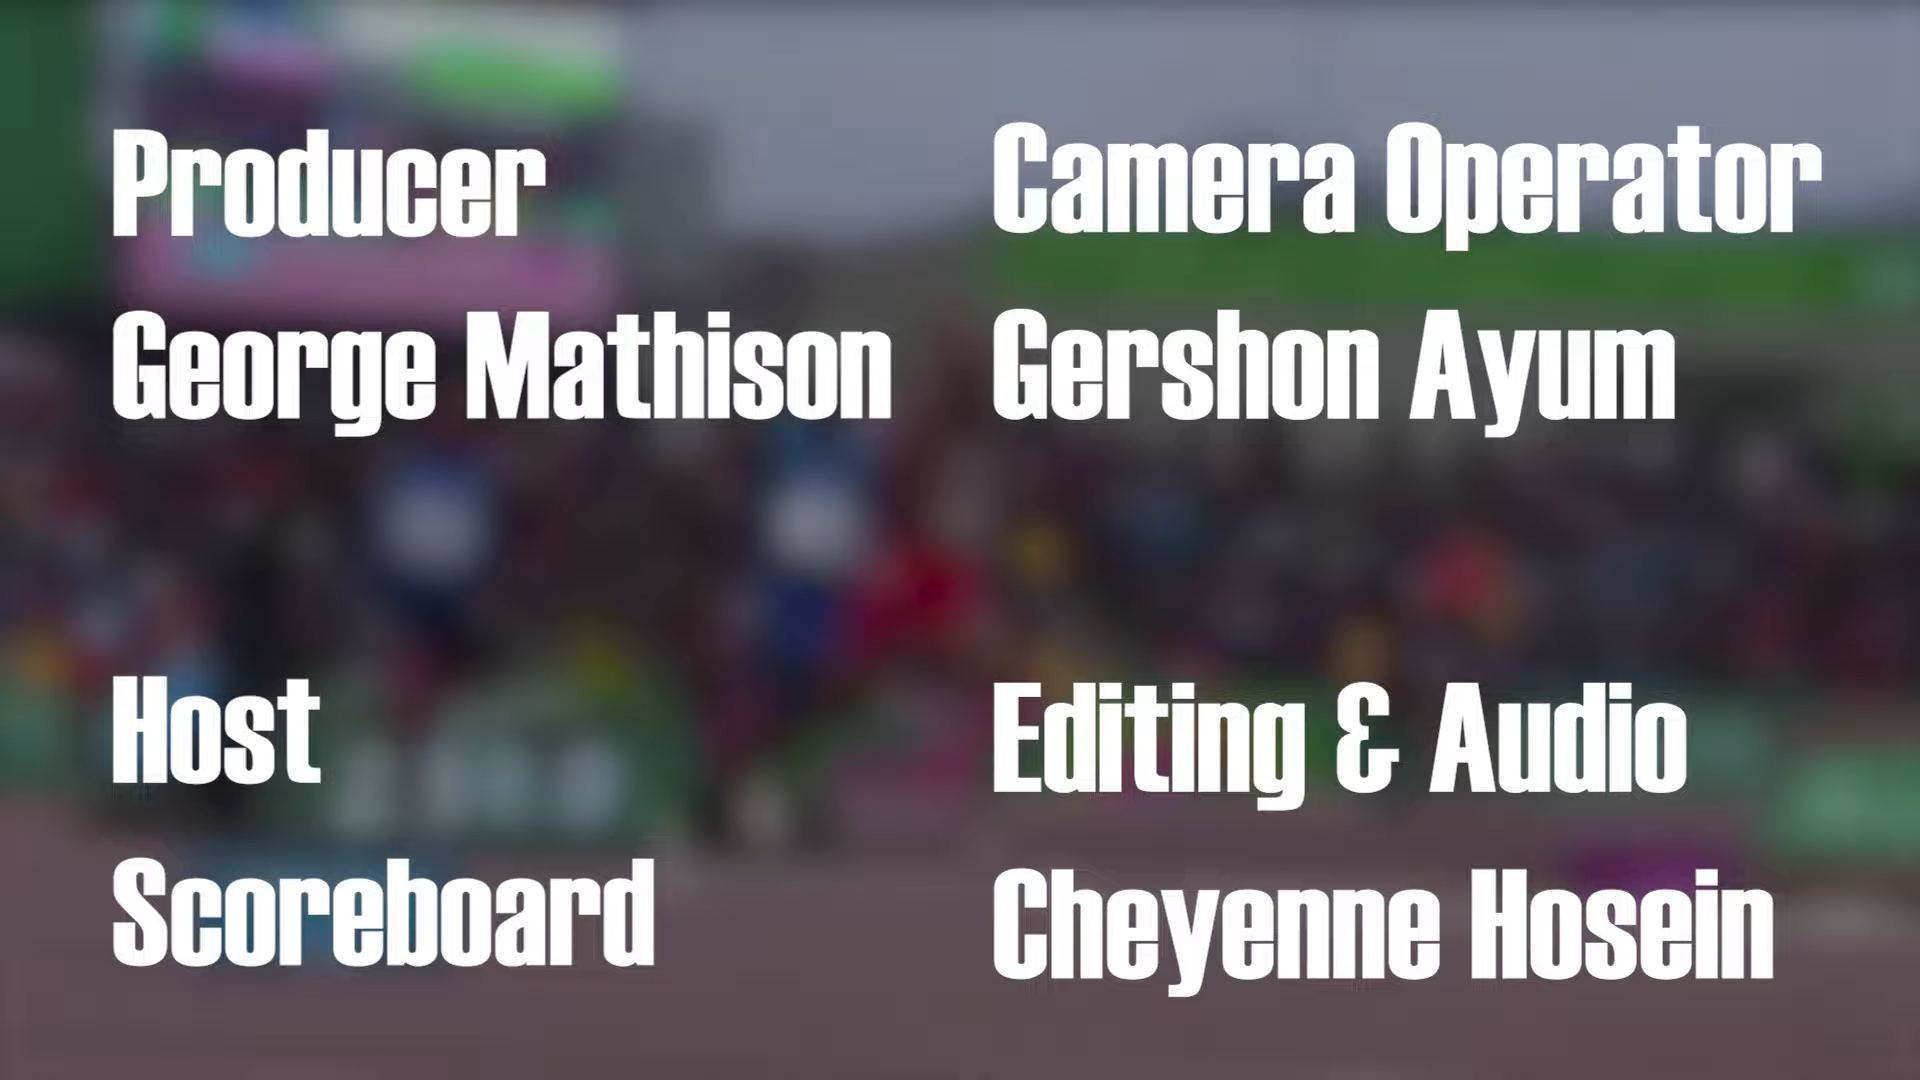 Producer
George Mathison
Camera Operator
Gershon Ayum
Host
Scoreboard
Editing & Audio
Cheyenne Hosein